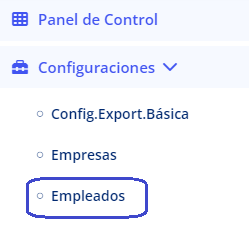 Panel de Control
Configuraciones
Config.Export.Básica
Empresas
Empleados